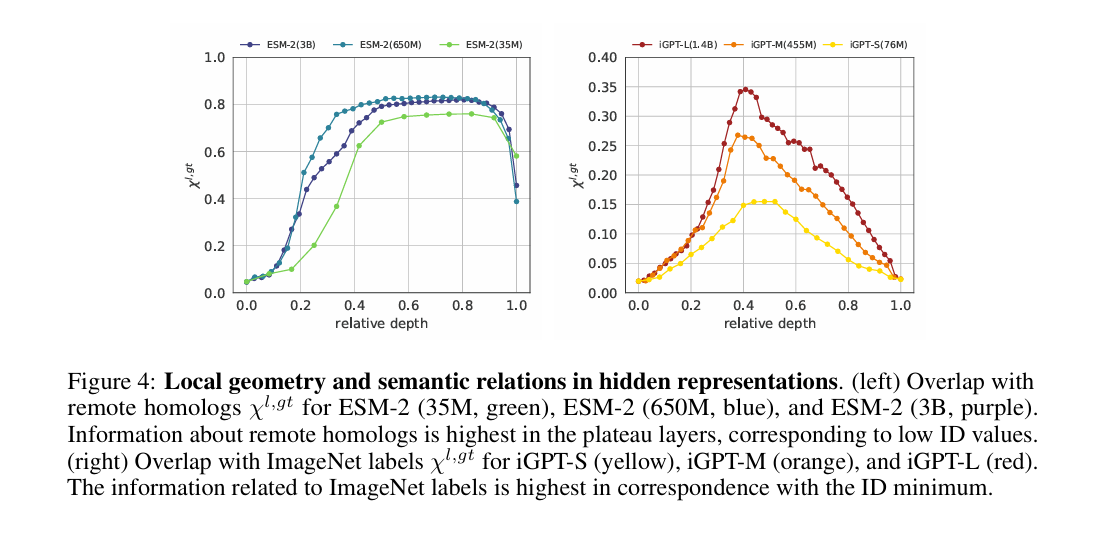 ESM-2(3B) ESM-2(650M) ESM-2(35M)
1.0
0.8
0.6
0.4
0.2
0.0
χ^{l,gt}
0.0 0.2 0.4 0.6 0.8 1.0
relative depth
iGPT-L(1.4B) iGPT-M(455M) iGPT-S(76M)
0.40
0.35
0.30
0.25
0.20
0.15
0.10
0.05
0.00
χ^{l,gt}
0.0 0.2 0.4 0.6 0.8 1.0
relative depth
Figure 4: Local geometry and semantic relations in hidden representations. (left) Overlap with
remote homologs χ^{l,gt} for ESM-2 (35M, green), ESM-2 (650M, blue), and ESM-2 (3B, purple).
Information about remote homologs is highest in the plateau layers, corresponding to low ID values.
(right) Overlap with ImageNet labels χ^{l,gt} for iGPT-S (yellow), iGPT-M (orange), and iGPT-L (red).
The information related to ImageNet labels is highest in correspondence with the ID minimum.